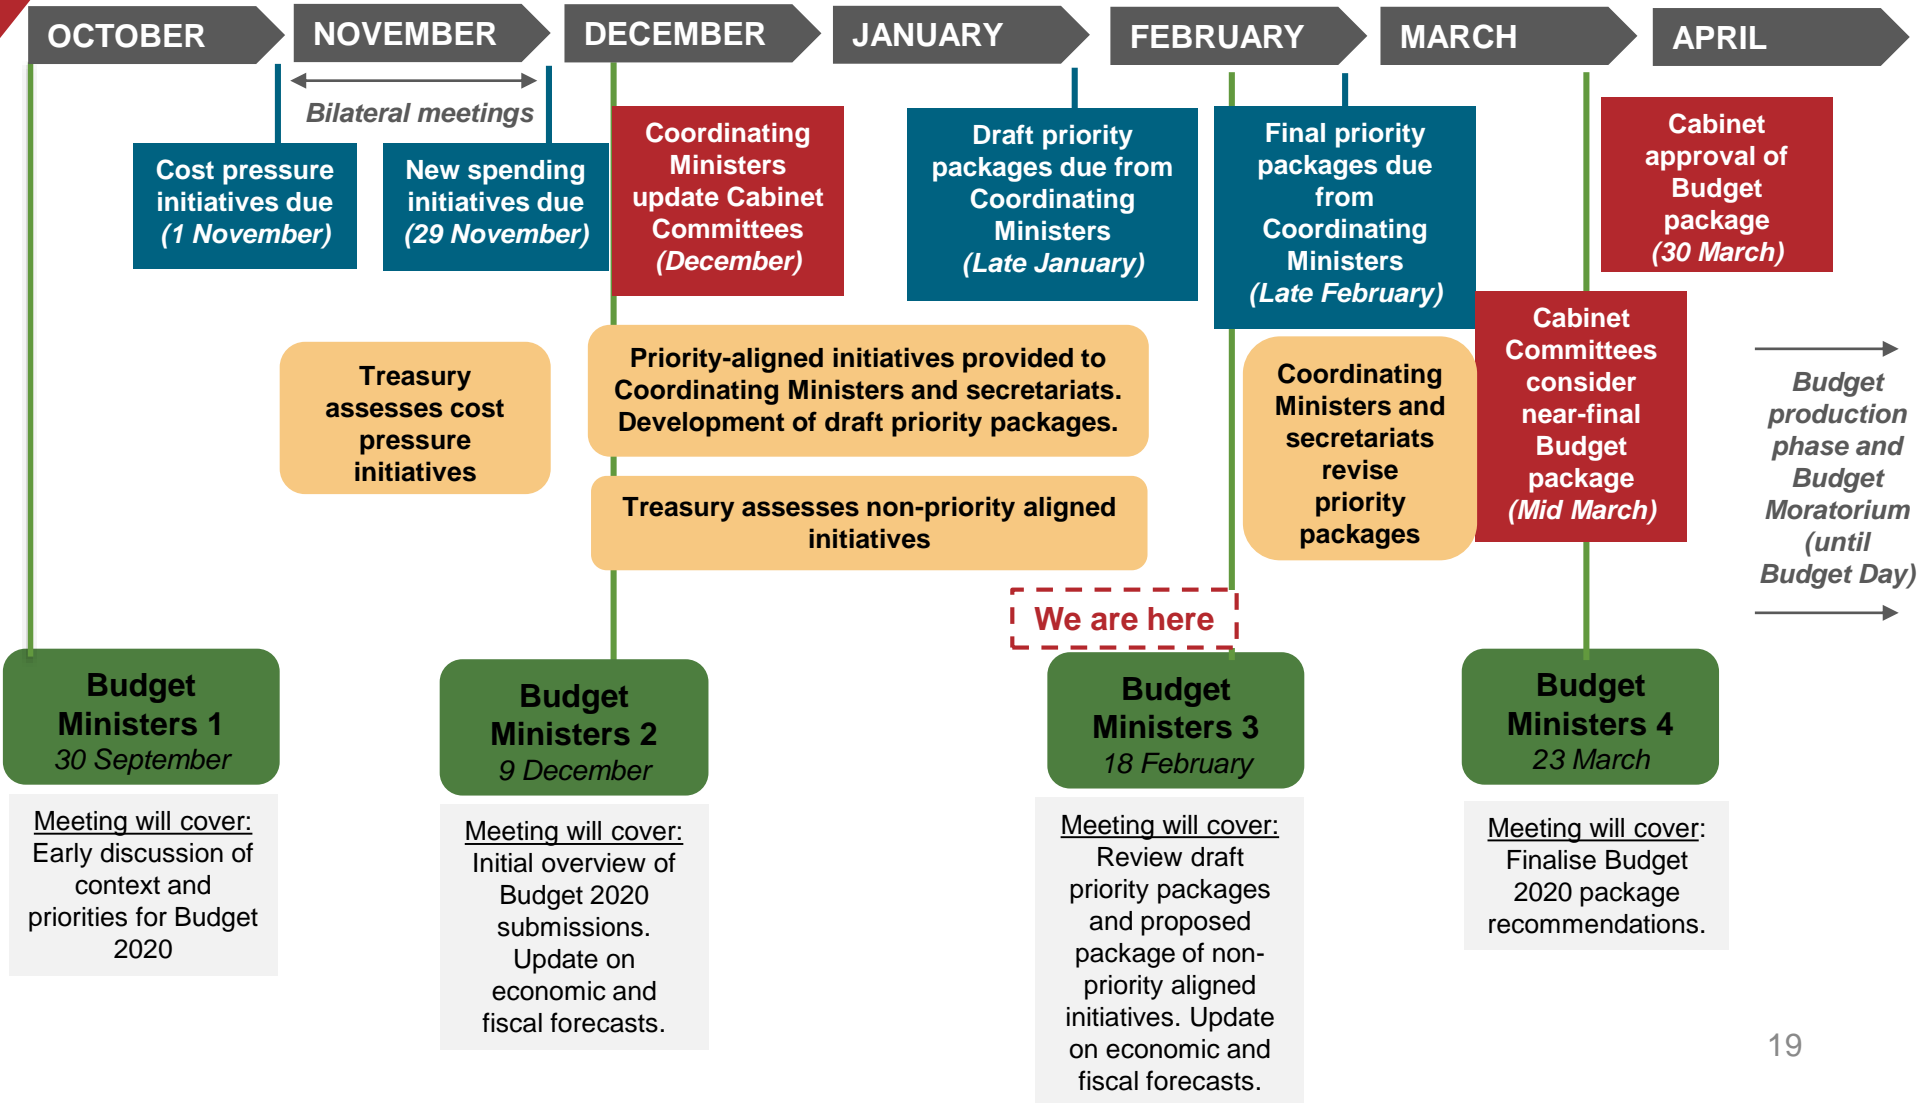 OCTOBER
NOVEMBER
DECEMBER
JANUARY
FEBRUARY
MARCH
APRIL
Bilateral meetings
Cost pressure
initiatives due
(1 November)
New spending
initiatives due
(29 November)
Coordinating
Ministers
update Cabinet
Committees
(December)
Draft priority
packages due from
Coordinating
Ministers
(Late January)
Final priority
packages due
from
Coordinating
Ministers
(Late February)
Cabinet
approval of
Budget
package
(30 March)
Treasury
assesses cost
pressure
initiatives
Priority-aligned initiatives provided to
Coordinating Ministers and secretariats.
Development of draft priority packages.
Treasury assesses non-priority aligned
initiatives
Coordinating
Ministers and
secretariats
revise
priority
packages
Cabinet
Committees
consider
near-final
Budget
package
(Mid March)
Budget
production
phase and
Budget
Moratorium
(until
Budget Day)
We are here
Budget
Ministers 1
30 September
Budget
Ministers 2
9 December
Budget
Ministers 3
18 February
Budget
Ministers 4
23 March
Meeting will cover:
Early discussion of
context and
priorities for Budget
2020
Meeting will cover:
Initial overview of
Budget 2020
submissions.
Update on
economic and
fiscal forecasts.
Meeting will cover:
Review draft
priority packages
and proposed
package of non-
priority aligned
initiatives. Update
on economic and
fiscal forecasts.
Meeting will cover:
Finalise Budget
2020 package
recommendations.
19